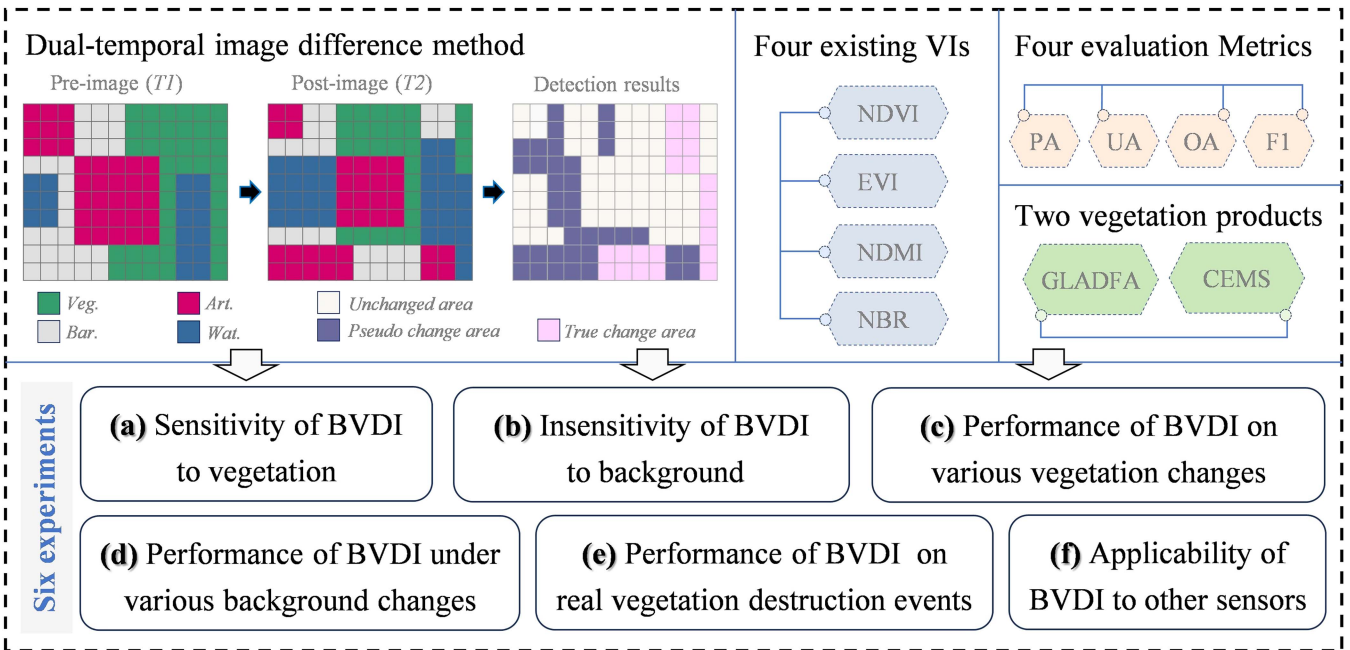 Dual-temporal image difference method
Pre-image (T1)
Post-image (T2)
Detection results
Veg.
Art.
Unchanged area
Bar.
Wat.
Pseudo change area
True change area
Four existing VIs
NDVI
EVI
NDMI
NBR
Four evaluation Metrics
PA
UA
OA
F1
Two vegetation products
GLADFA
CEMS
Six experiments
(a) Sensitivity of BVDI
to vegetation
(b) Insensitivity of BVDI
to background
(c) Performance of BVDI on
various vegetation changes
(d) Performance of BVDI under
various background changes
(e) Performance of BVDI on
real vegetation destruction events
(f) Applicability of
BVDI to other sensors